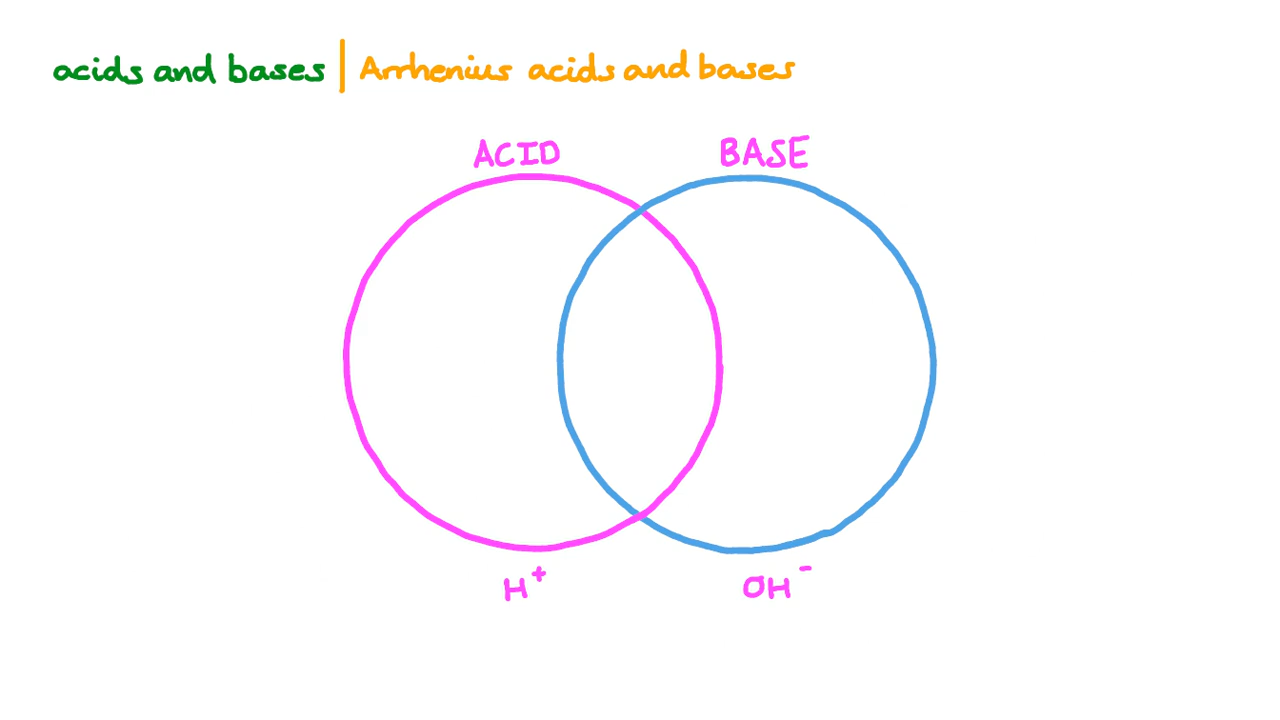 acids and bases | Arrhenius acids and bases
ACID BASE
H⁺ OH⁻